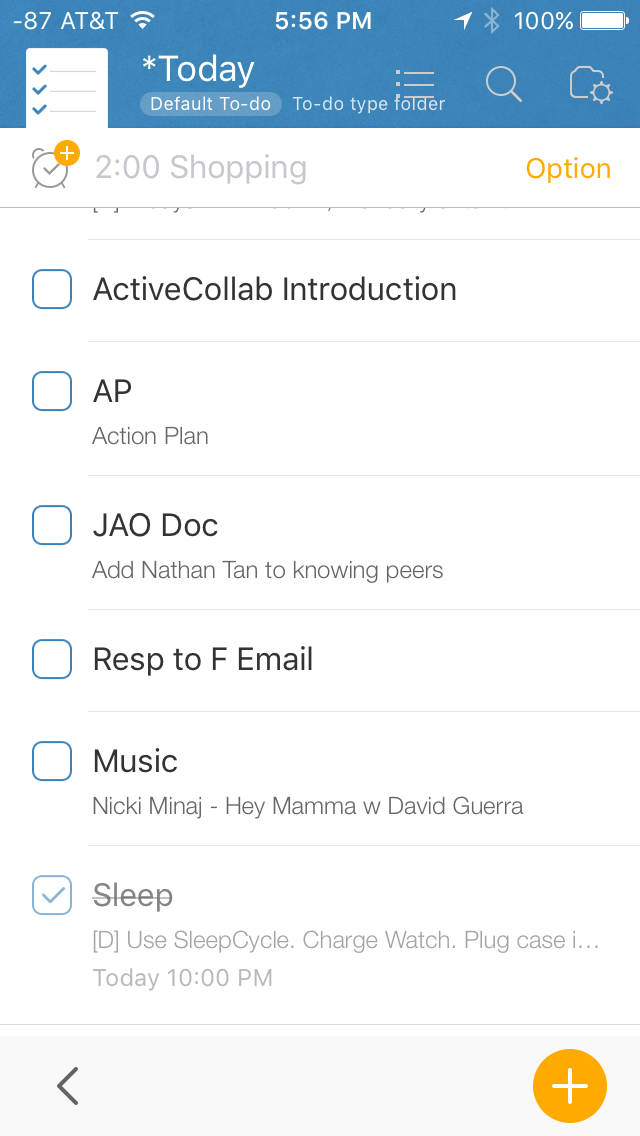 -87 AT&T 5:56 PM 100%
*Today
Default To-do To-do type folder
2:00 Shopping Option
ActiveCollab Introduction
AP
Action Plan
JAO Doc
Add Nathan Tan to knowing peers
Resp to F Email
Music
Nicki Minaj - Hey Mamma w David Guerra
Sleep
[D] Use SleepCycle. Charge Watch. Plug case i...
Today 10:00 PM